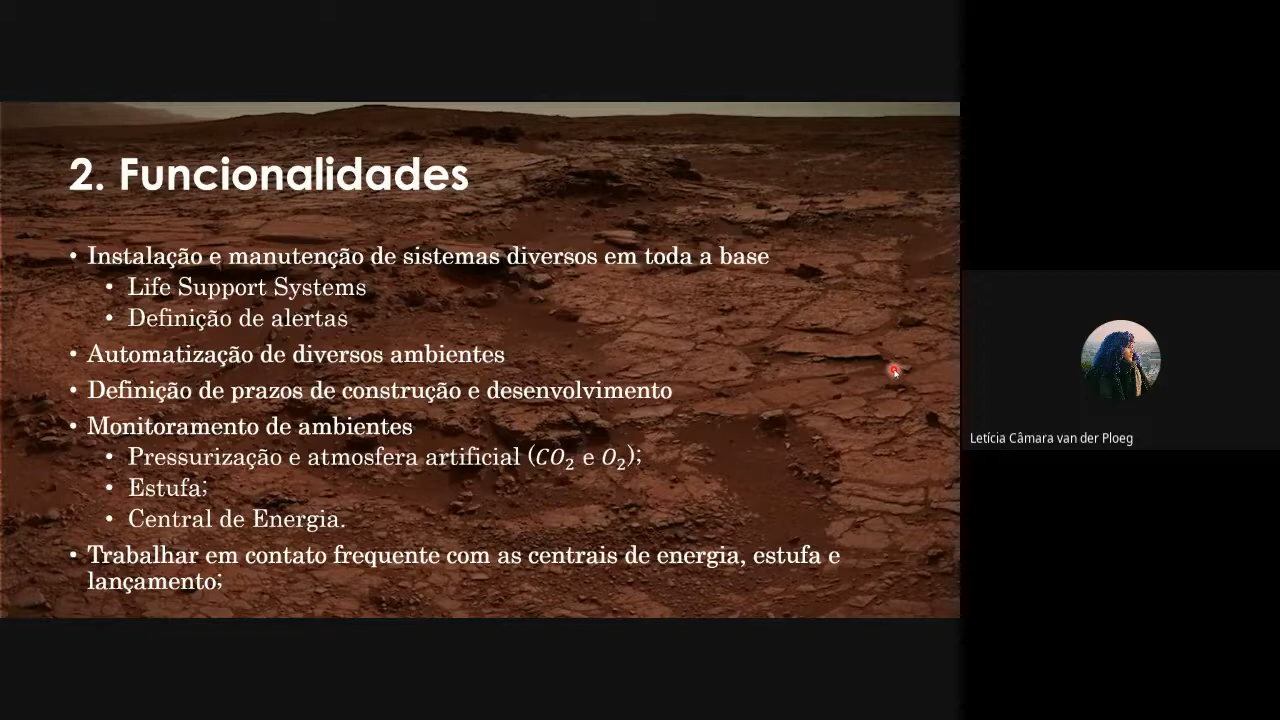 2. Funcionalidades
• Instalação e manutenção de sistemas diversos em toda a base
• Life Support Systems
• Definição de alertas
• Automatização de diversos ambientes
• Definição de prazos de construção e desenvolvimento
• Monitoramento de ambientes
• Pressurização e atmosfera artificial (CO₂ e O₂);
• Estufa;
• Central de Energia.
• Trabalhar em contato frequente com as centrais de energia, estufa e
lançamento;
Letícia Câmara van der Ploeg